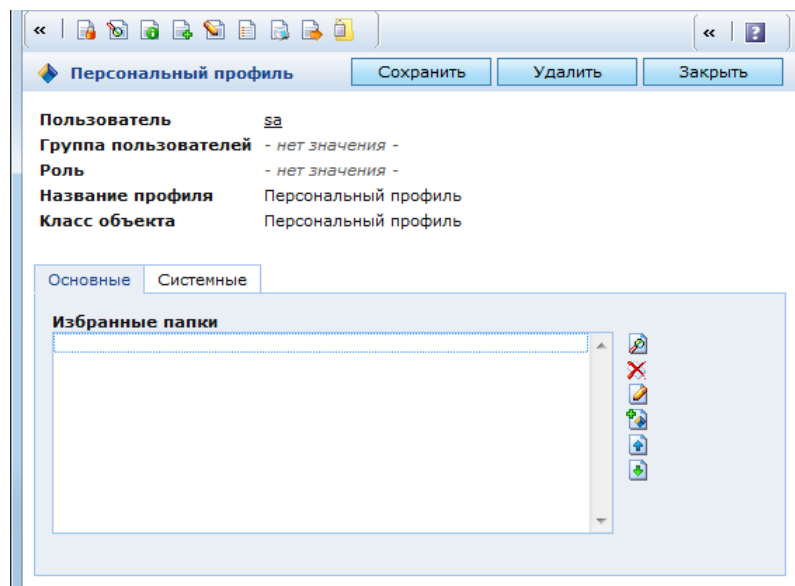 «
« ?
Персональный профиль Сохранить Удалить Закрыть
Пользователь sa
Группа пользователей - нет значения -
Роль - нет значения -
Название профиля Персональный профиль
Класс объекта Персональный профиль
Основные Системные
Избранные папки